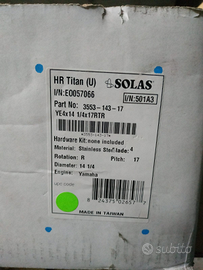 HR Titan (U)
SOLAS
I/N:EO057066
I/N:501A3
Part No: 3553-143-17
YE4x14 1/4x17RTR
Hardware Kit: none included
Material: Stainless Steel
Blade: 4
Rotation: R
Pitch: 17
Diameter: 14 1/4
Engine: Yamaha
MADE IN TAIWAN
subito